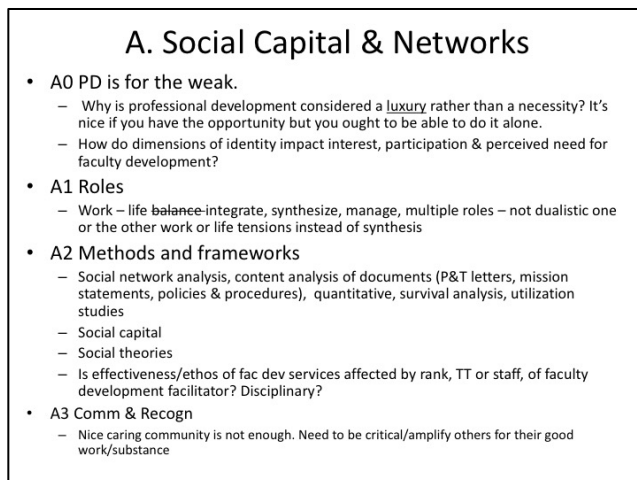 A. Social Capital & Networks
• A0 PD is for the weak.
– Why is professional development considered a luxury rather than a necessity? It's
nice if you have the opportunity but you ought to be able to do it alone.
– How do dimensions of identity impact interest, participation & perceived need for
faculty development?
• A1 Roles
– Work – life balance integrate, synthesize, manage, multiple roles – not dualistic one
or the other work or life tensions instead of synthesis
• A2 Methods and frameworks
– Social network analysis, content analysis of documents (P&T letters, mission
statements, policies & procedures), quantitative, survival analysis, utilization
studies
– Social capital
– Social theories
– Is effectiveness/ethos of fac dev services affected by rank, TT or staff, of faculty
development facilitator? Disciplinary?
• A3 Comm & Recogn
– Nice caring community is not enough. Need to be critical/amplify others for their good
work/substance